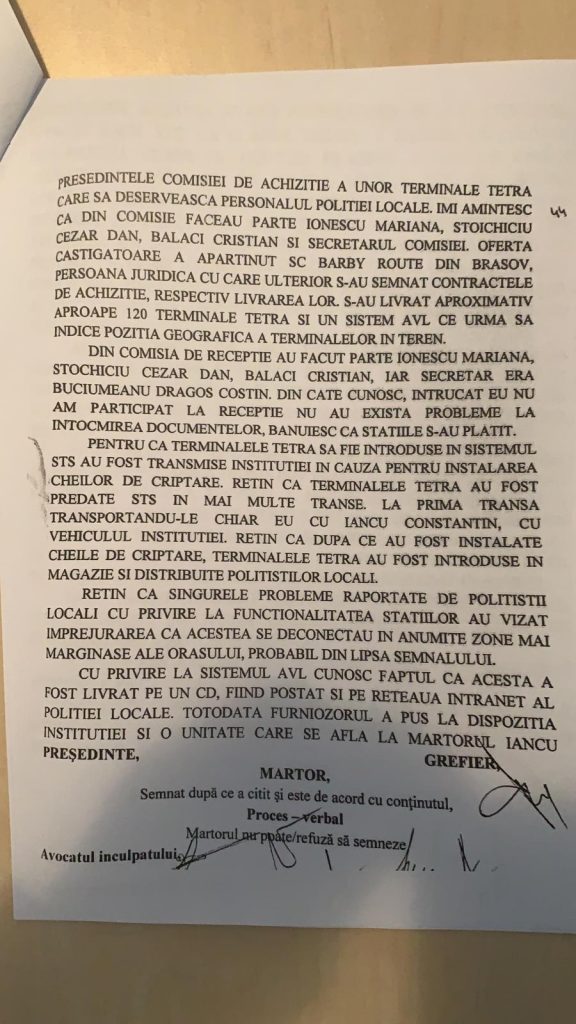 PRESEDINTELE COMISIEI DE ACHIZITIE A UNOR TERMINALE TETRA
CARE SA DESERVEASCA PERSONALUL POLITIEI LOCALE. IMI AMINTESC
CA DIN COMISIE FACEAU PARTE IONESCU MARIANA, STOICHICIU
CEZAR DAN, BALACI CRISTIAN SI SECRETARUL COMISIEI. OFERTA
CASTIGATOARE A APARTINUT SC BARBY ROUTE DIN BRASOV,
PERSOANA JURIDICA CU CARE ULTERIOR S-AU SEMNAT CONTRACTELE
DE ACHIZITIE, RESPECTIV LIVRAREA LOR. S-AU LIVRAT APROXIMATIV
APROAPE 120 TERMINALE TETRA SI UN SISTEM AVL CE URMA SA
INDICE POZITIA GEOGRAFICA A TERMINALELOR IN TEREN.
DIN COMISIA DE RECEPTIE AU FACUT PARTE IONESCU MARIANA,
STOCHICIU CEZAR DAN, BALACI CRISTIAN, IAR SECRETAR ERA
BUCIUMEANU DRAGOS COSTIN. DIN CATE CUNOSC, INTRUCAT EU NU
AM PARTICIPAT LA RECEPTIE NU AU EXISTA PROBLEME LA
INTOCMIREA DOCUMENTELOR, BANUIESC CA STATIILE S-AU PLATIT.
PENTRU CA TERMINALELE TETRA SA FIE INTRODUSE IN SISTEMUL
STS AU FOST TRANSMISE INSTITUTIEI IN CAUZA PENTRU INSTALAREA
CHEILOR DE CRIPTARE. RETIN CA TERMINALELE TETRA AU FOST
PREDATE STS IN MAI MULTE TRANSE. LA PRIMA TRANSA
TRANSPORTANDU-LE CHIAR EU CU IANCU CONSTANTIN, CU
VEHICULUL INSTITUTIEI. RETIN CA DUPA CE AU FOST INSTALATE
CHEILE DE CRIPTARE, TERMINALELE TETRA AU FOST INTRODUSE IN
MAGAZIE SI DISTRIBUITE POLITISTILOR LOCALI.
RETIN CA SINGURELE PROBLEME RAPORTATE DE POLITISTII
LOCALI CU PRIVIRE LA FUNCTIONALITATEA STATIILOR AU VIZAT
IMPREJURAREA CA ACESTEA SE DECONECTAU IN ANUMITE ZONE MAI
MARGINASE ALE ORASULUI, PROBABIL DIN LIPSA SEMNALULUI.
CU PRIVIRE LA SISTEMUL AVL CUNOSC FAPTUL CA ACESTA A
FOST LIVRAT PE UN CD, FIIND POSTAT SI PE RETEAUA INTRANET AL
POLITIEI LOCALE. TOTODATA FURNIOZORUL A PUS LA DISPOZITIA
INSTITUTIEI SI O UNITATE CARE SE AFLA LA MARTORUL IANCU
PREȘEDINTE, GREFIER,
MARTOR,
Semnat după ce a citit și este de acord cu conținutul,
Proces – verbal
Martorul nu poate/refuză să semneze
Avocatul inculpatului